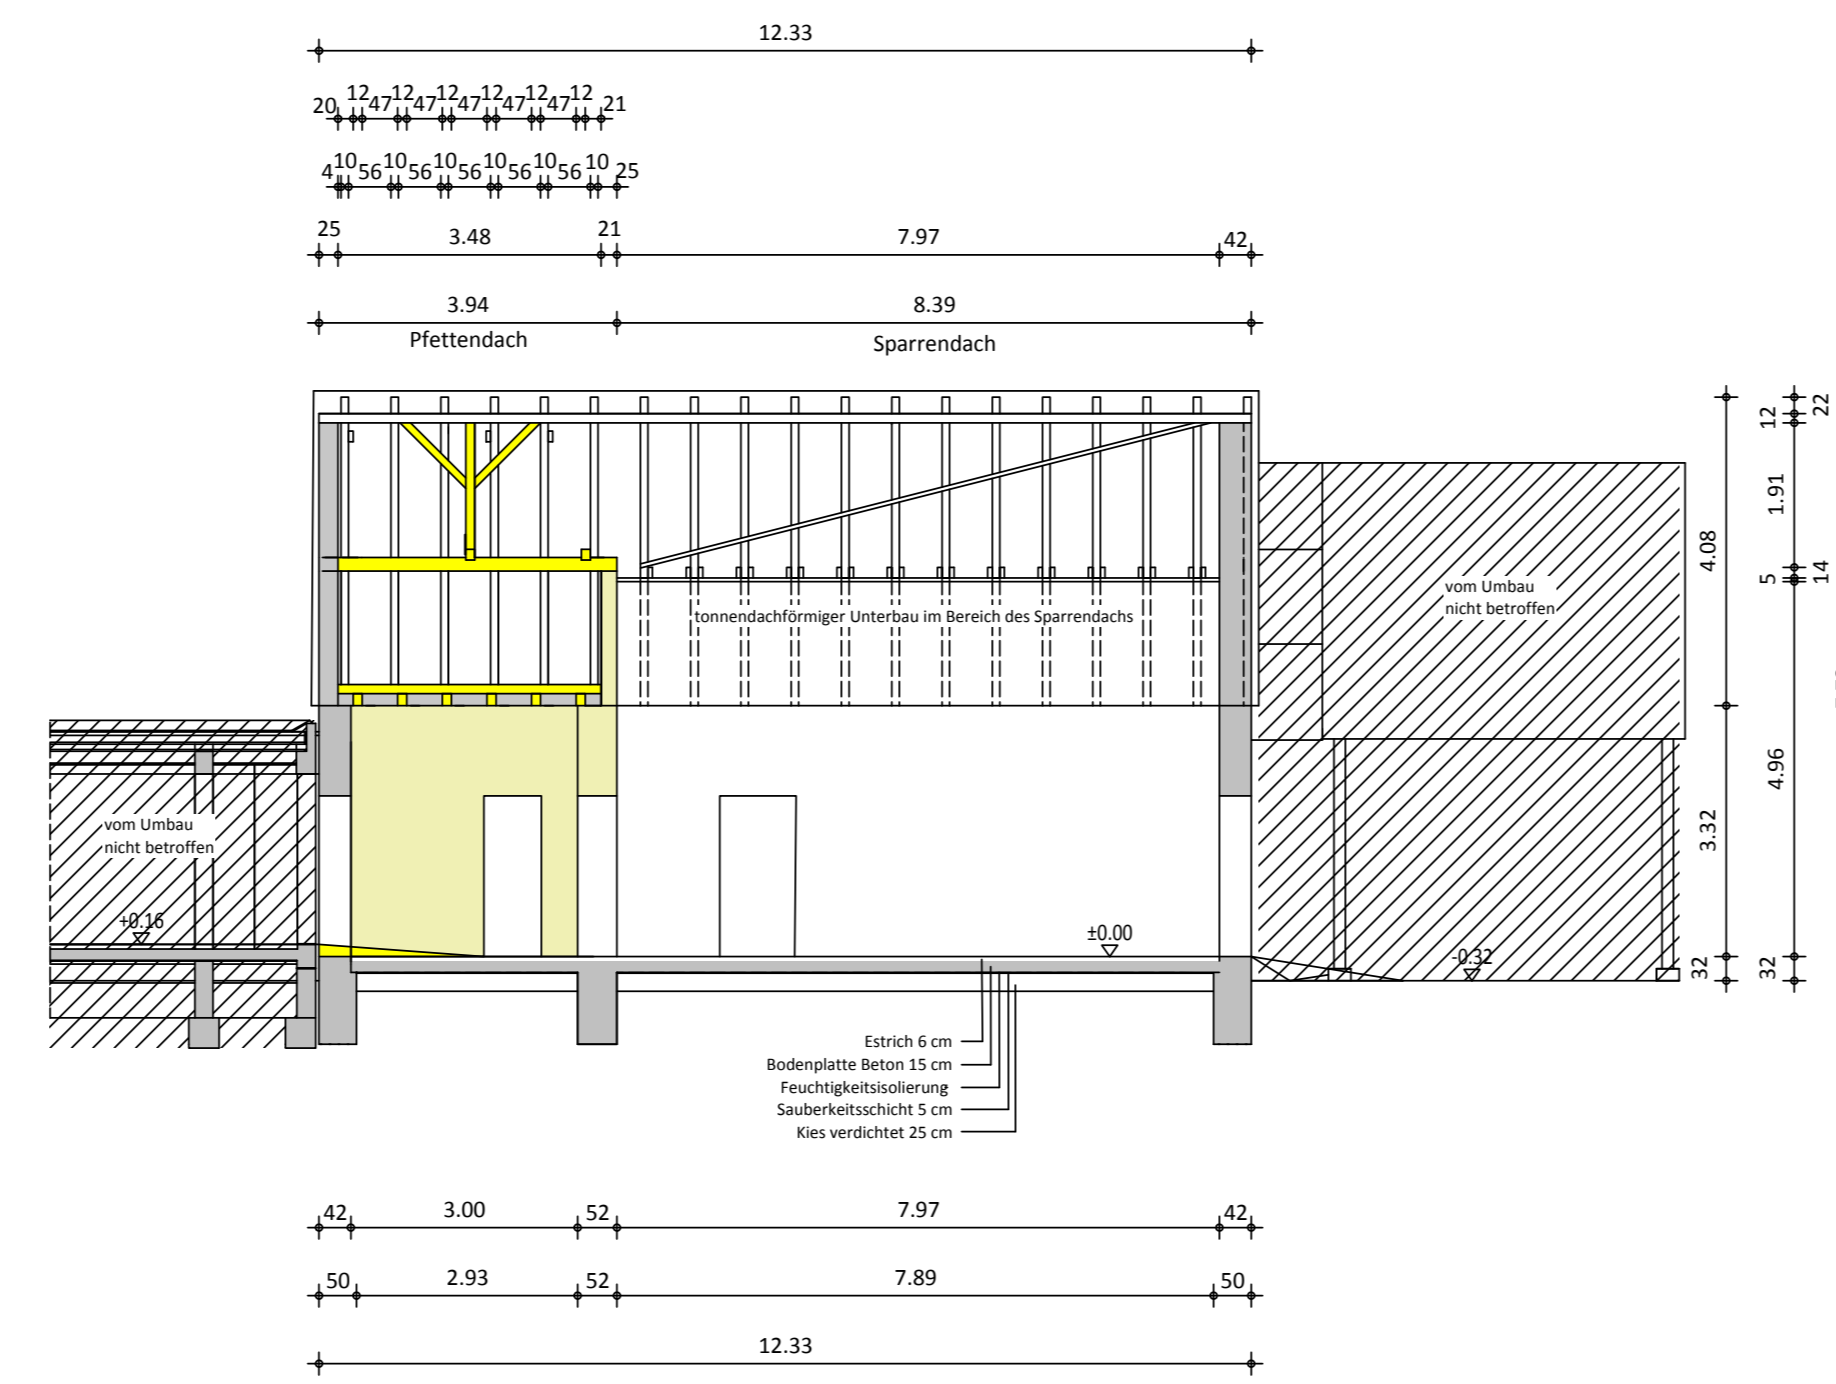 12.33
20 12 47 12 47 12 47 12 47 12 47 12 21
4 10 56 10 56 10 56 10 56 10 56 10 25
25 3.48 21 7.97 42
3.94 8.39
Pfettendach Sparrendach
22
12
1.91
4.08
14
5
vom Umbau
nicht betroffen
tonnendachförmiger Unterbau im Bereich des Sparrendachs
4.96
3.32
vom Umbau
nicht betroffen
+0.16
±0.00
-0.32
32 32
Estrich 6 cm
Bodenplatte Beton 15 cm
Feuchtigkeitsisolierung
Sauberkeitsschicht 5 cm
Kies verdichtet 25 cm
42 3.00 52 7.97 42
50 2.93 52 7.89 50
12.33